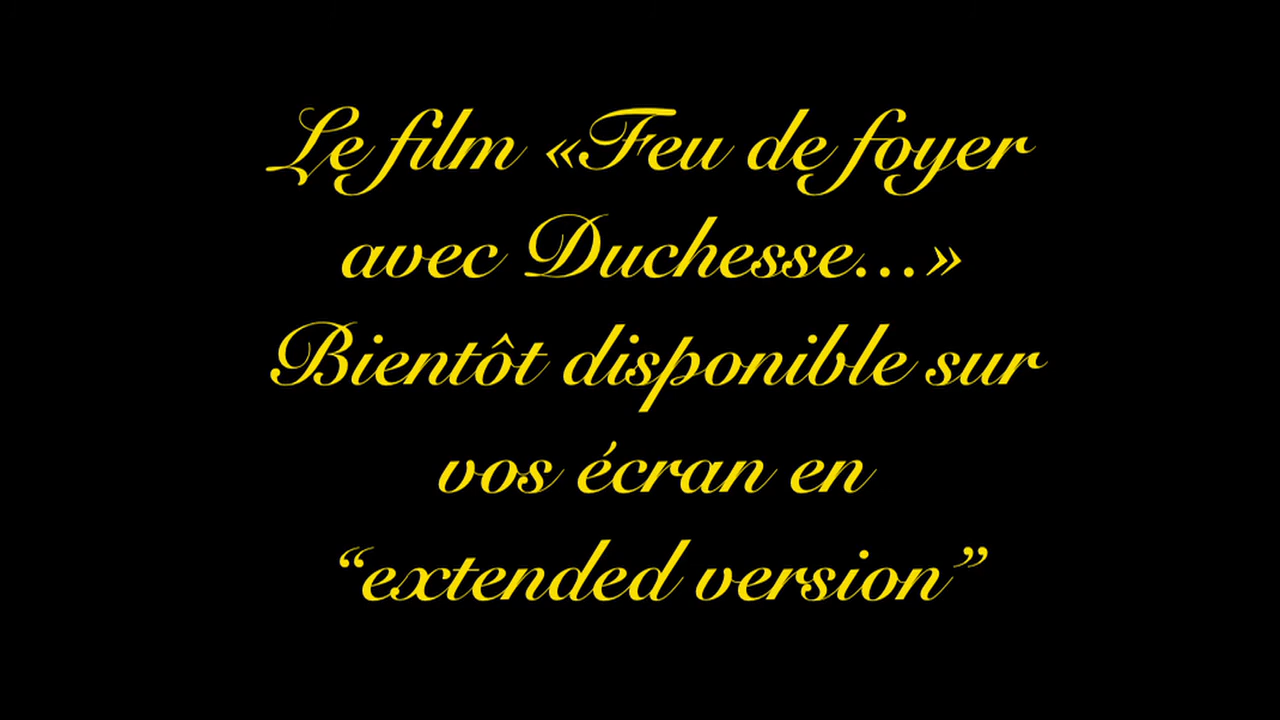 Le film «Feu de foyer
avec Duchesse...»
Bientôt disponible sur
vos écran en
“extended version”